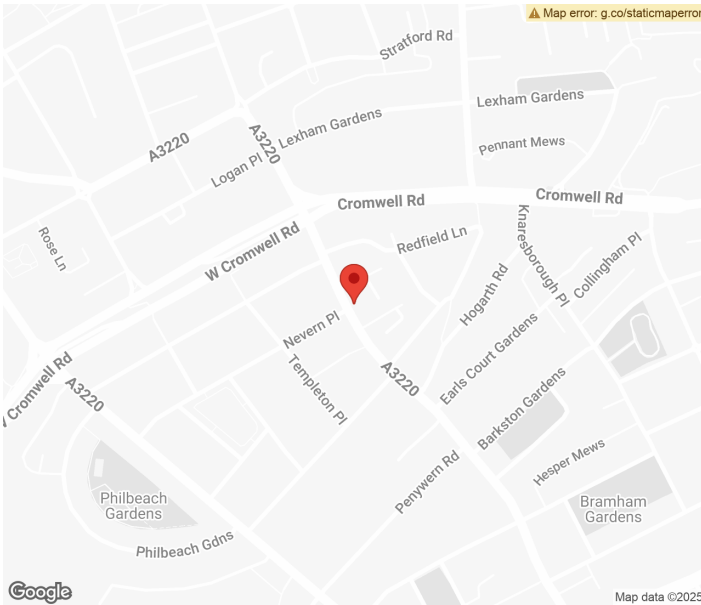 Map error: g.co/staticmaperror
Stratford Rd
Lexham Gardens
A3220
A3220
Lexham Gardens
Pennant Mews
Logan Pl
Cromwell Rd
Cromwell Rd
Rose Ln
W Cromwell Rd
Redfield Ln
Knaresborough Pl
Collingham Pl
Hogarth Rd
Nevern Pl
Templeton Pl
A3220
Earls Court Gardens
W Cromwell Rd
A3220
Barkston Gardens
Hesper Mews
Penywern Rd
Philbeach
Gardens
Bramham
Gardens
Philbeach Gdns
Google
Map data ©2025